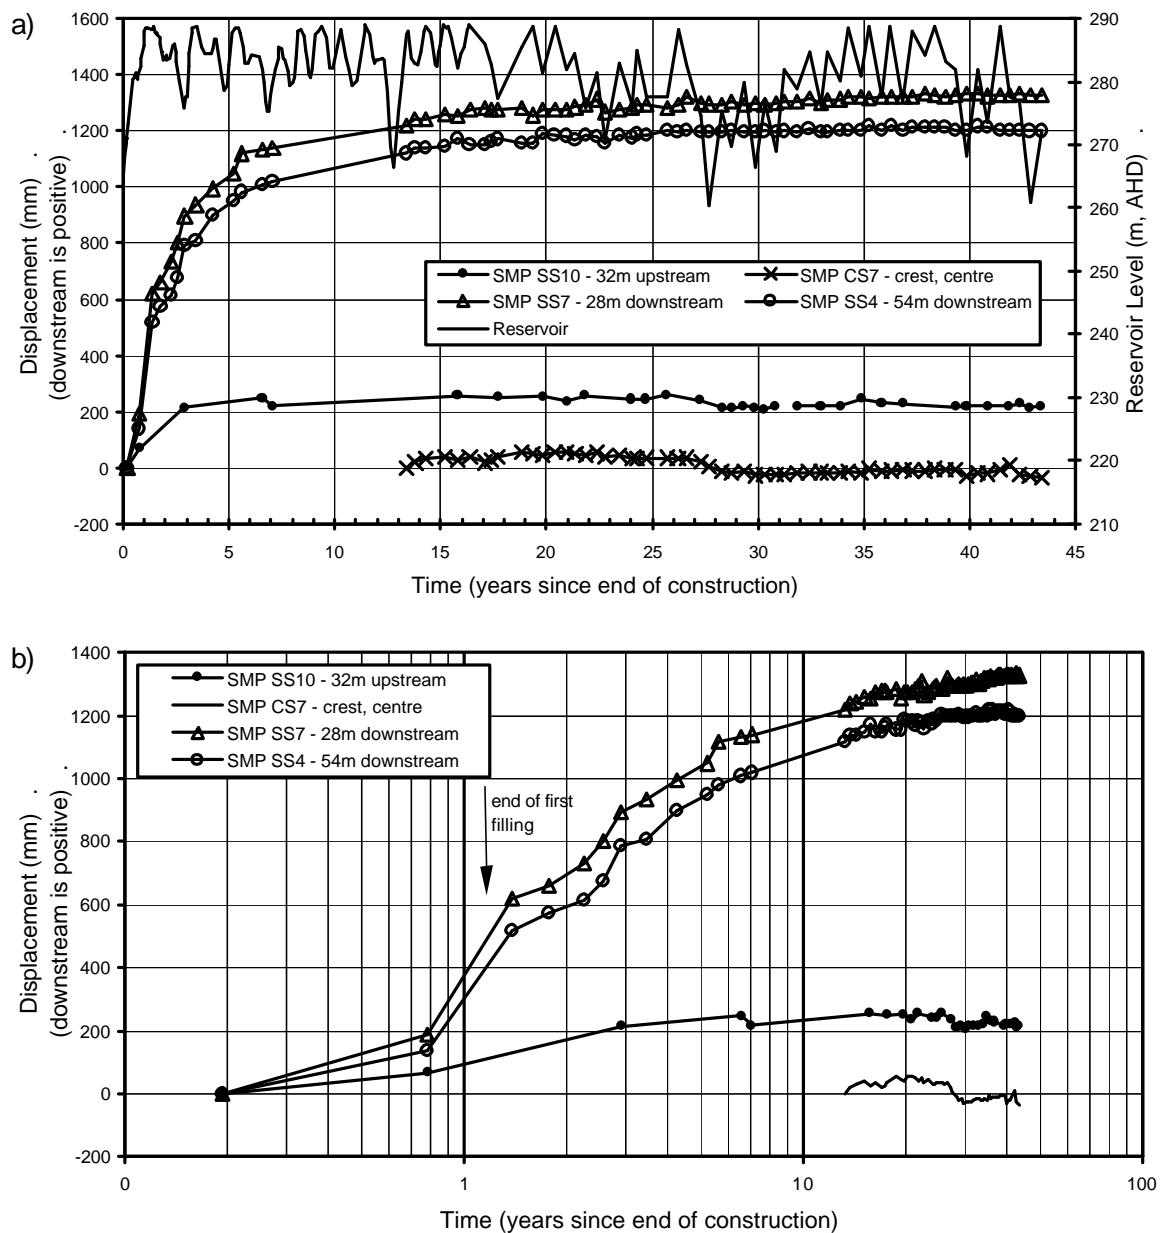 a)
1600
1400
1200
1000
800
600
400
200
0
-200
Displacement (mm) .
(downstream is positive) .
290
280
270
260
250
240
230
220
210
Reservoir Level (m, AHD) .
SMP SS10 - 32m upstream
SMP CS7 - crest, centre
SMP SS7 - 28m downstream
SMP SS4 - 54m downstream
Reservoir
0 5 10 15 20 25 30 35 40 45
Time (years since end of construction)
b)
1400
1200
1000
800
600
400
200
0
-200
Displacement (mm) .
(downstream is positive) .
SMP SS10 - 32m upstream
SMP CS7 - crest, centre
SMP SS7 - 28m downstream
SMP SS4 - 54m downstream
end of first
filling
0 1 10 100
Time (years since end of construction)